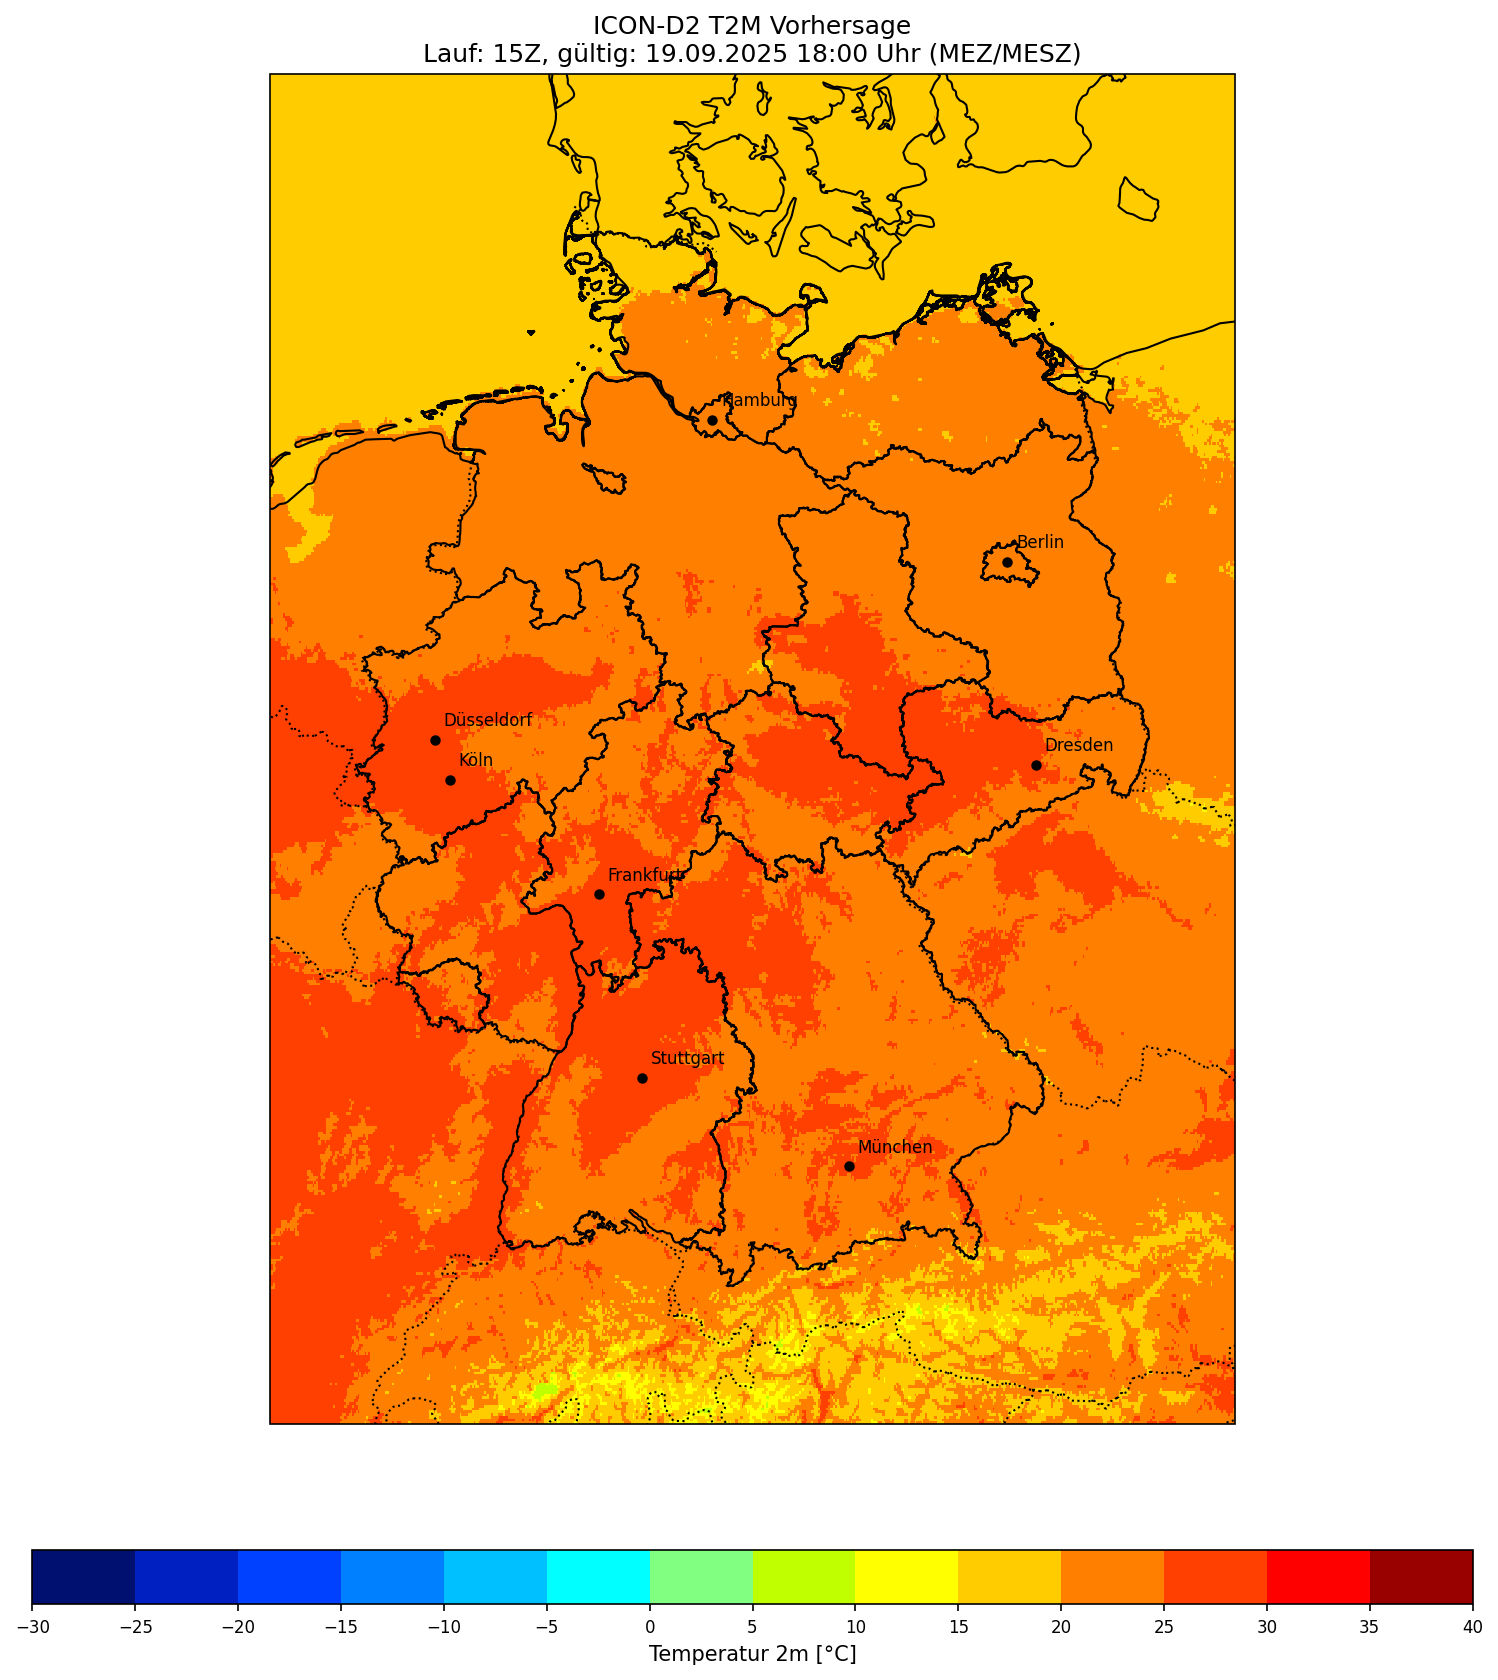 ICON-D2 T2M Vorhersage
Lauf: 15Z, gültig: 19.09.2025 18:00 Uhr (MEZ/MESZ)
Hamburg
Berlin
Düsseldorf
Köln
Dresden
Frankfurt
Stuttgart
München
−30 −25 −20 −15 −10 −5 0 5 10 15 20 25 30 35 40
Temperatur 2m [°C]